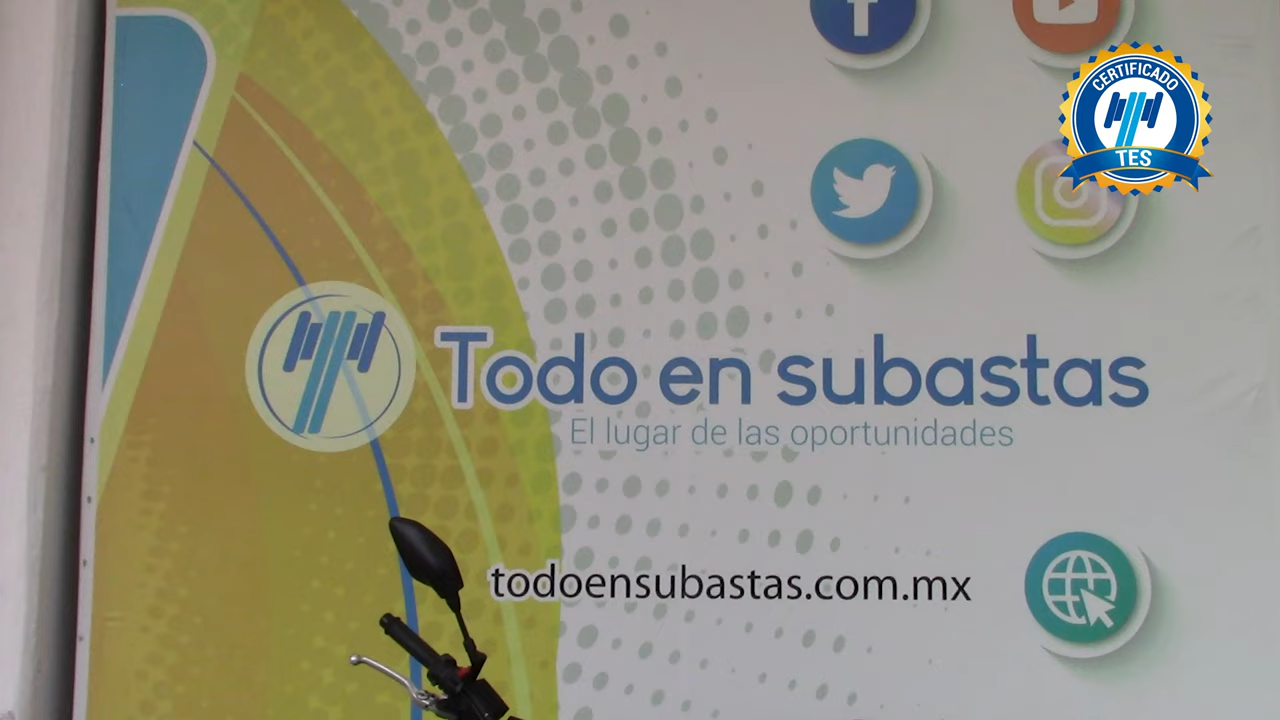 CERTIFICADO
TES
Todo en subastas
El lugar de las oportunidades
todoensubastas.com.mx